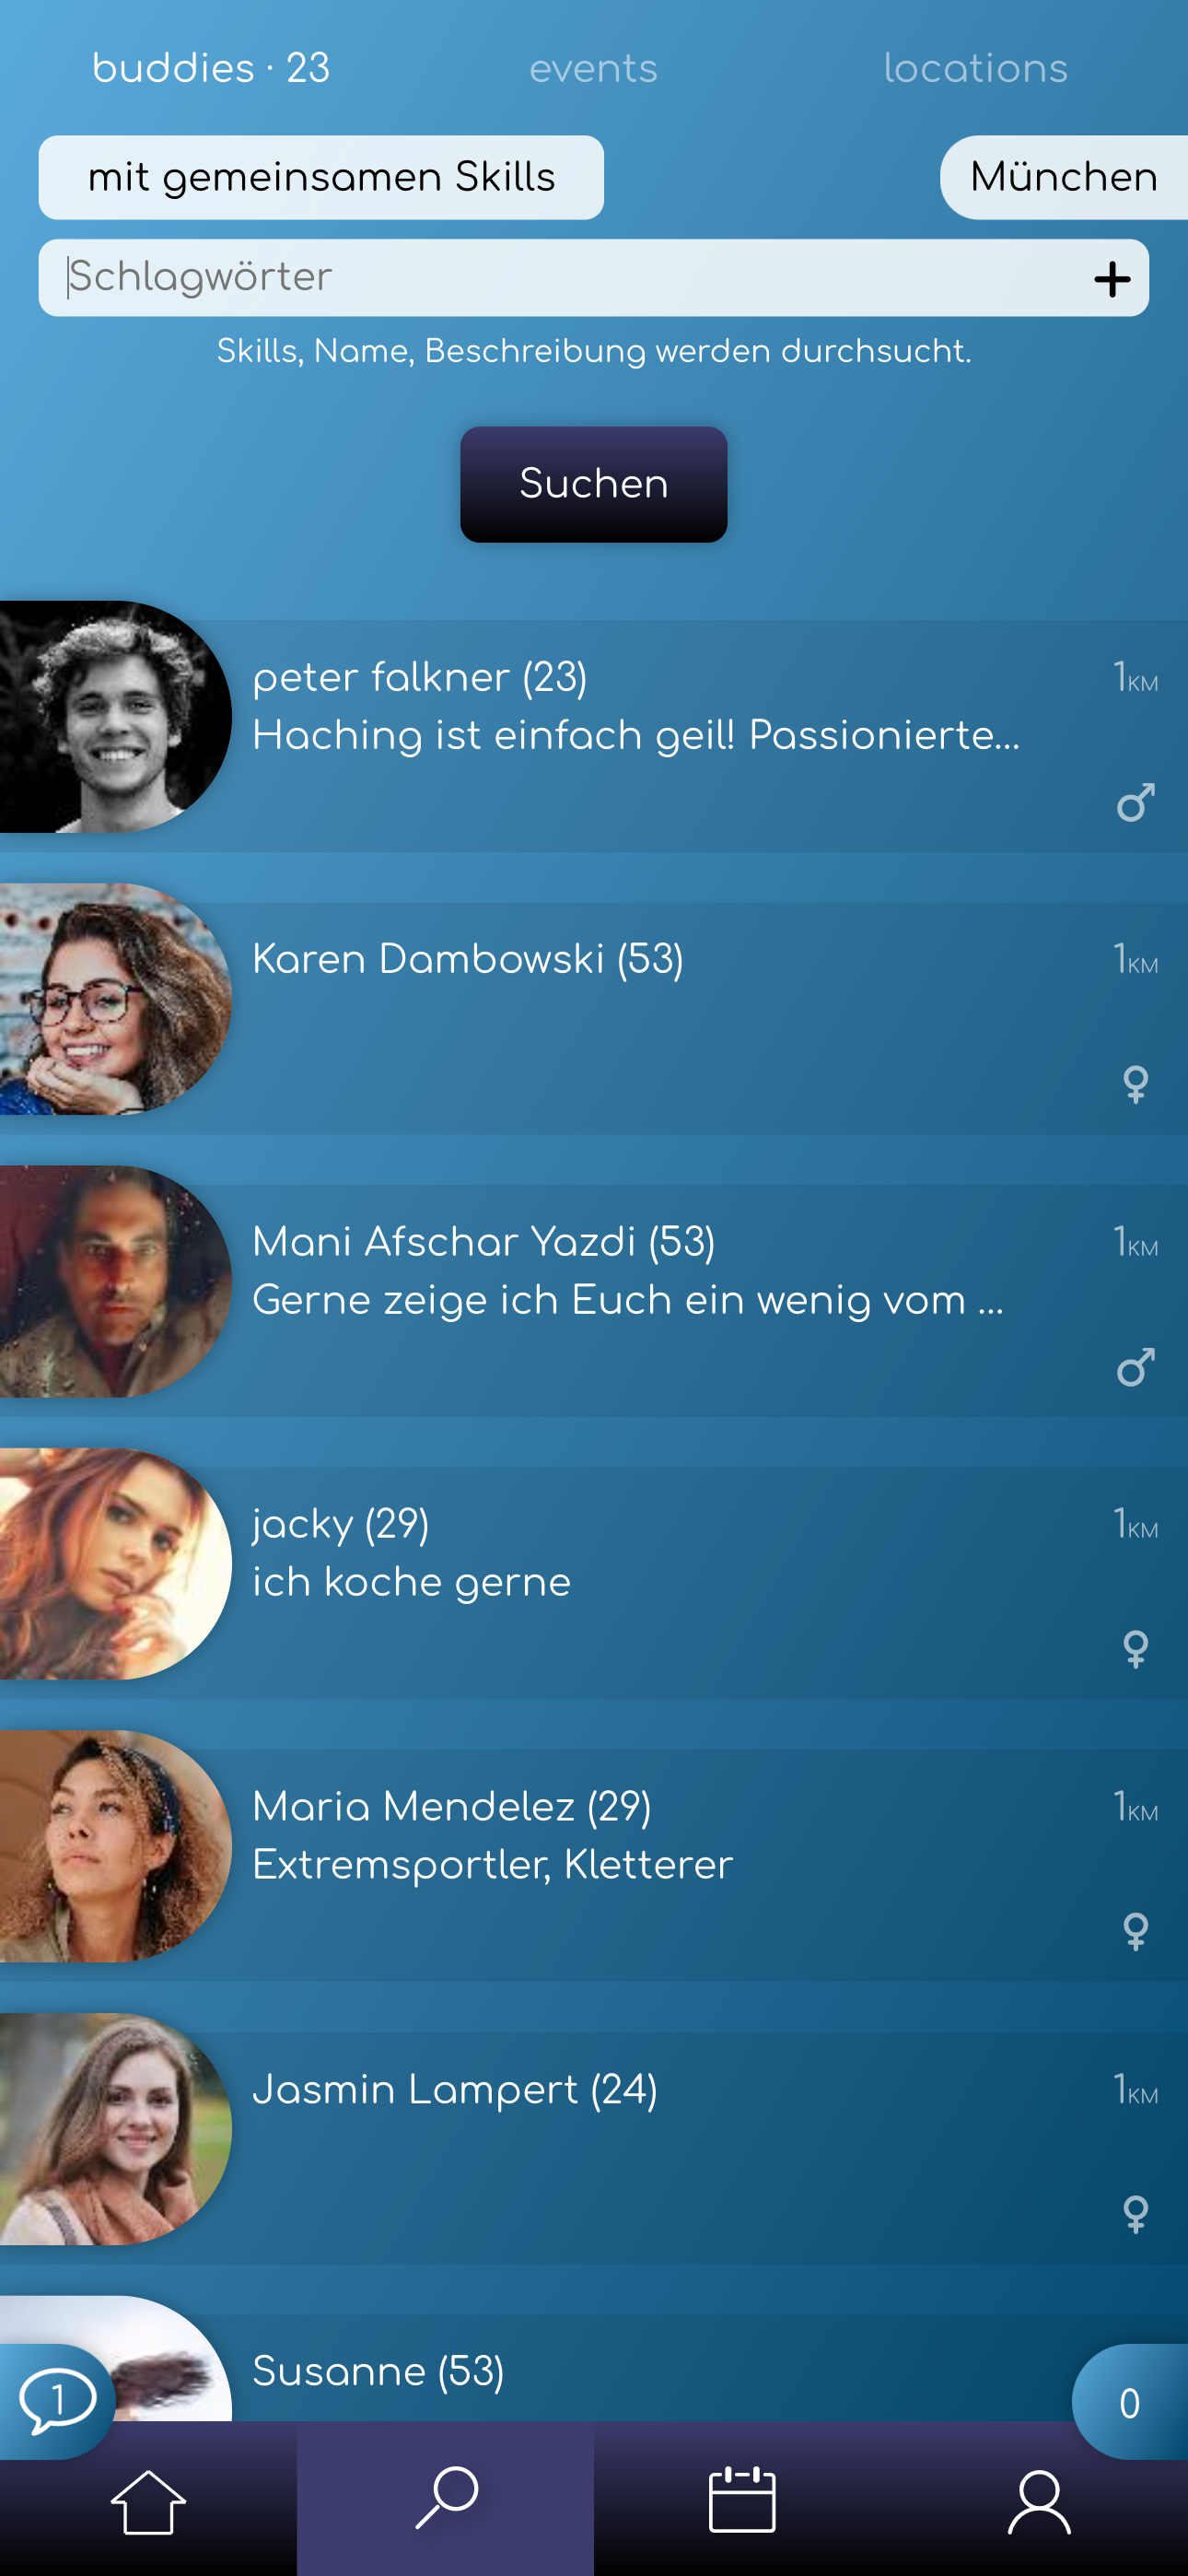 buddies · 23 events locations
mit gemeinsamen Skills München
Schlagwörter
Skills, Name, Beschreibung werden durchsucht.
Suchen
peter falkner (23) 1KM
Haching ist einfach geil! Passionierte...
Karen Dambowski (53) 1KM
Mani Afschar Yazdi (53) 1KM
Gerne zeige ich Euch ein wenig vom ...
jacky (29) 1KM
ich koche gerne
Maria Mendelez (29) 1KM
Extremsportler, Kletterer
Jasmin Lampert (24) 1KM
Susanne (53)
1 0